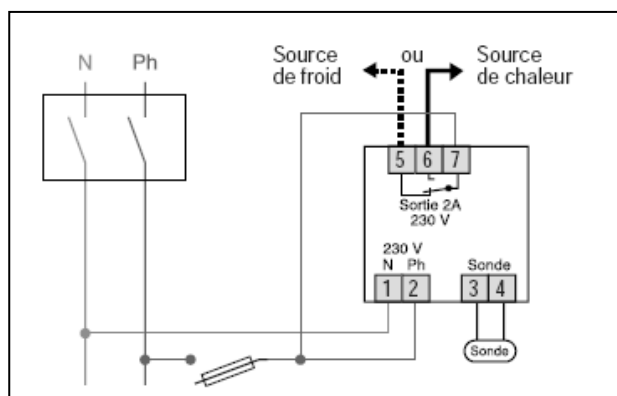 N Ph
Source de froid
ou
Source de chaleur
5 6 7
Sortie 2A
230 V
230 V
N Ph
Sonde
1 2
3 4
Sonde